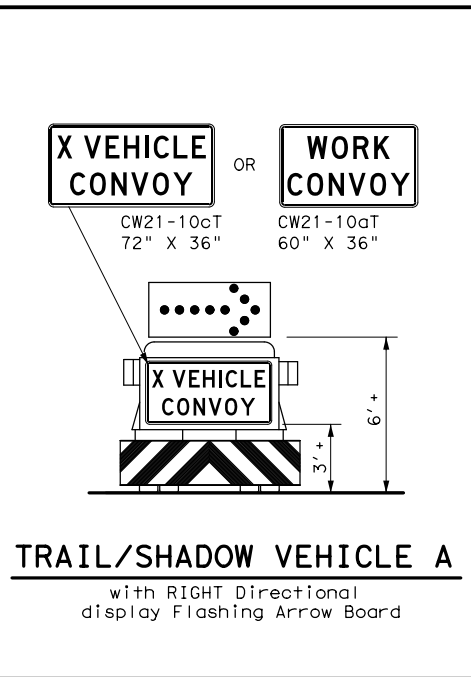 X VEHICLE
CONVOY
OR
WORK
CONVOY
CW21-10cT
72" X 36"
CW21-10aT
60" X 36"
X VEHICLE
CONVOY
6'+
3'+
TRAIL/SHADOW VEHICLE A
with RIGHT Directional
display Flashing Arrow Board